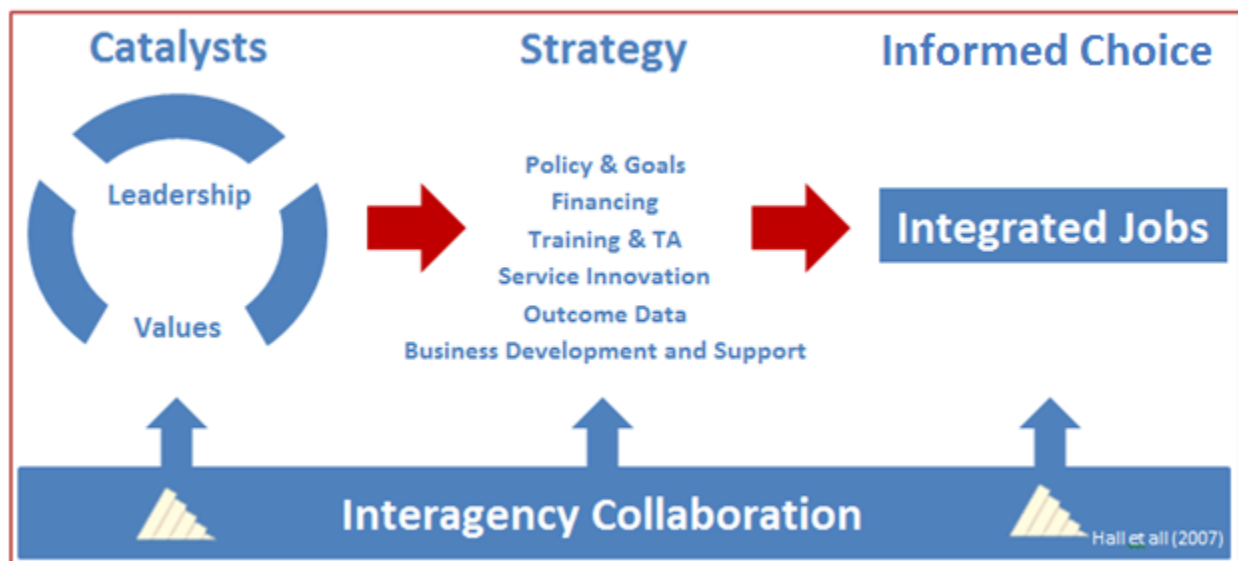 Catalysts
Strategy
Informed Choice
Leadership
Values
Policy & Goals
Financing
Training & TA
Service Innovation
Outcome Data
Business Development and Support
Integrated Jobs
Interagency Collaboration
Hall et all (2007)